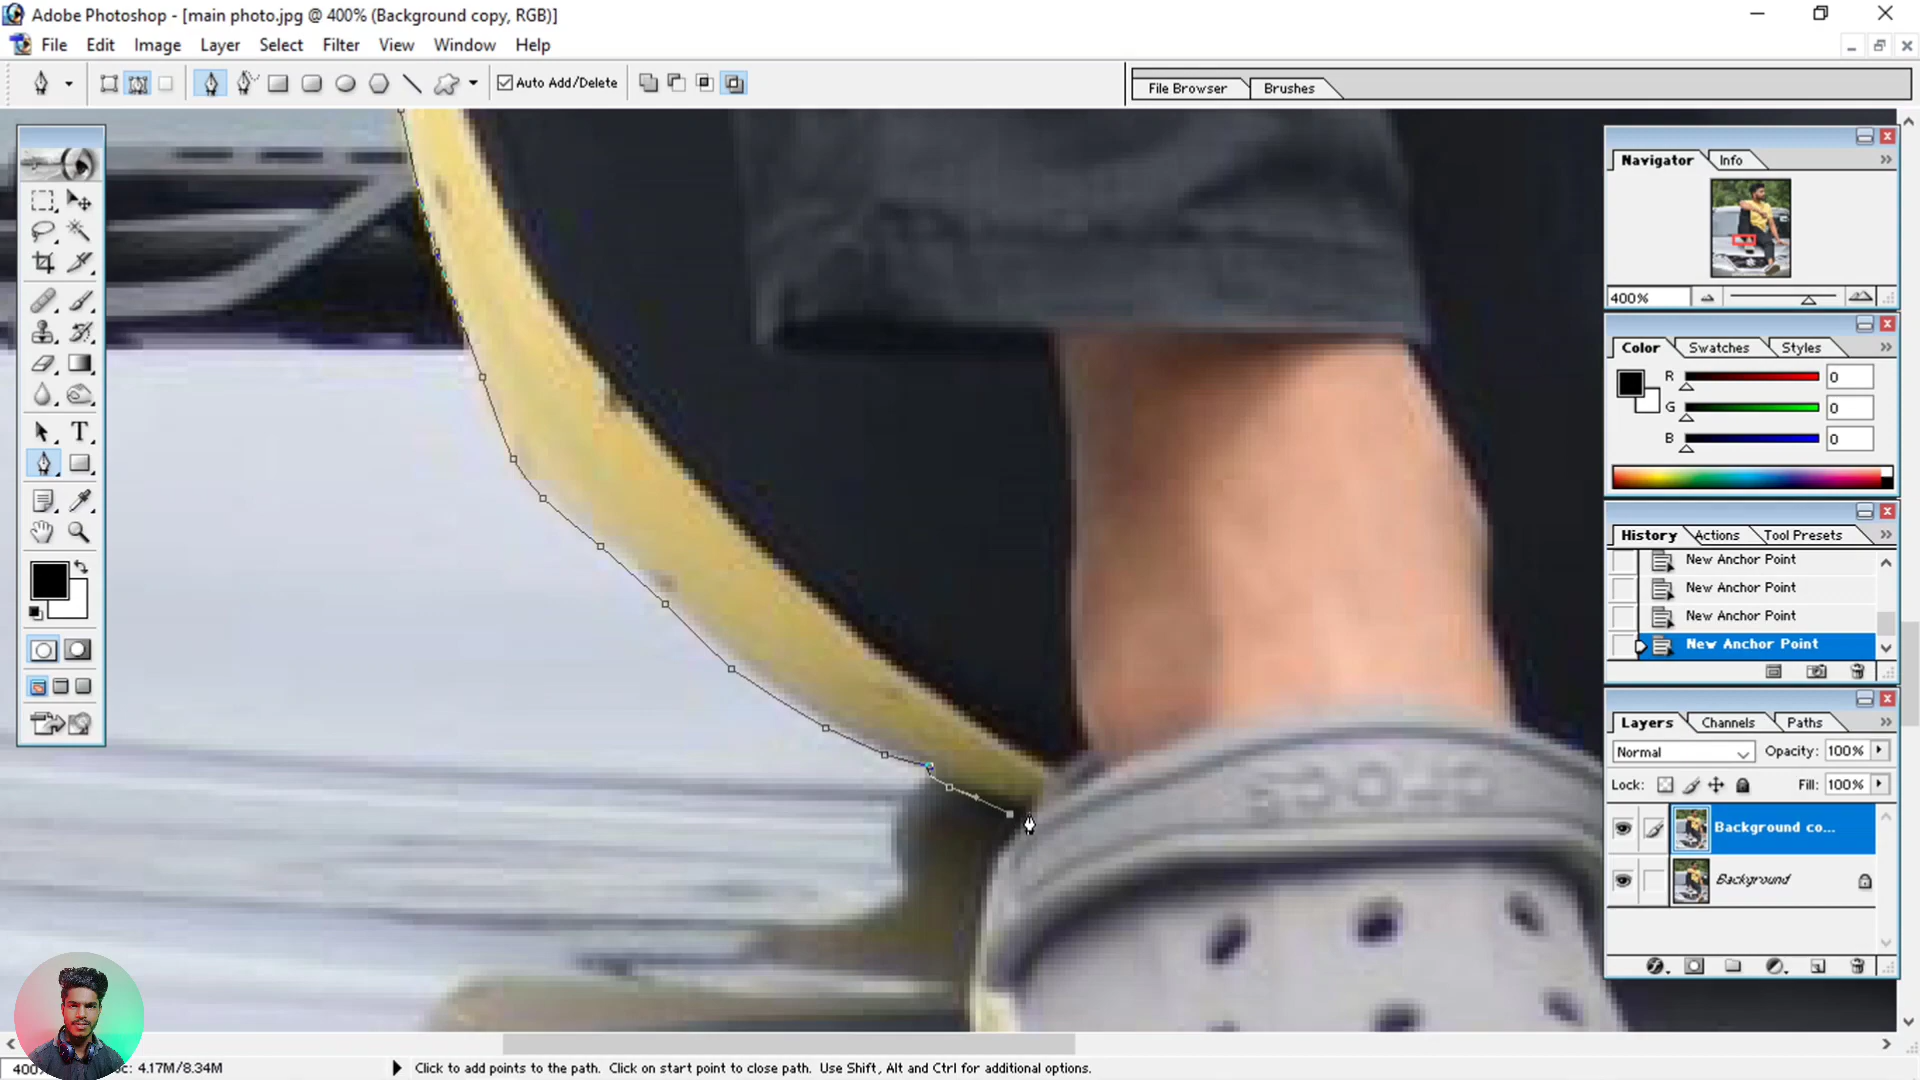 Adobe Photoshop - [main photo.jpg @ 400% (Background copy, RGB)]
File Edit Image Layer Select Filter View Window Help
Auto Add/Delete
File Browser Brushes
Navigator Info
400%
Color Swatches Styles
R 0
G 0
B 0
History Actions Tool Presets
New Anchor Point
New Anchor Point
New Anchor Point
New Anchor Point
Layers Channels Paths
Normal Opacity: 100%
Lock: Fill: 100%
Background co...
Background
T
crocs
400% 4.17M/8.34M Click to add points to the path. Click on start point to close path. Use Shift, Alt and Ctrl for additional options.